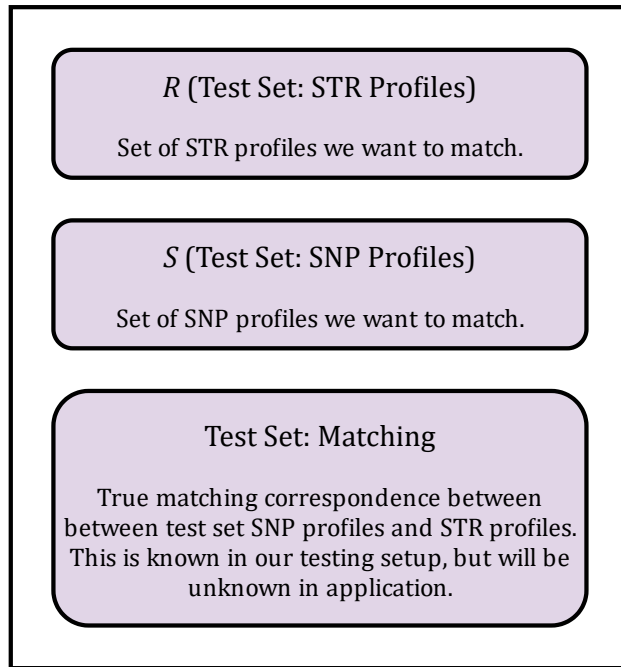 R (Test Set: STR Profiles)
Set of STR profiles we want to match.
S (Test Set: SNP Profiles)
Set of SNP profiles we want to match.
Test Set: Matching
True matching correspondence between
between test set SNP profiles and STR profiles.
This is known in our testing setup, but will be
unknown in application.